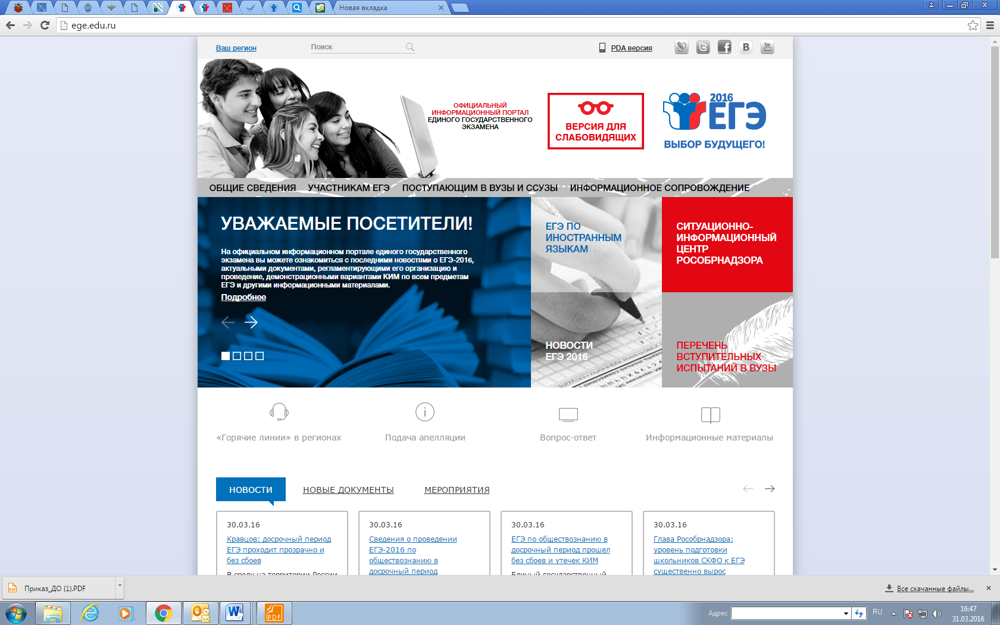 Новая вкладка
ege.edu.ru
Ваш регион
Поиск
PDA версия
You
ОФИЦИАЛЬНЫЙ
ИНФОРМАЦИОННЫЙ ПОРТАЛ
ЕДИНОГО ГОСУДАРСТВЕННОГО
ЭКЗАМЕНА
ВЕРСИЯ ДЛЯ
СЛАБОВИДЯЩИХ
2016
ЕГЭ
ВЫБОР БУДУЩЕГО!
ОБЩИЕ СВЕДЕНИЯ УЧАСТНИКАМ ЕГЭ ПОСТУПАЮЩИМ В ВУЗЫ И ССУЗЫ ИНФОРМАЦИОННОЕ СОПРОВОЖДЕНИЕ
УВАЖАЕМЫЕ ПОСЕТИТЕЛИ!
На официальном информационном портале единого государственного
экзамена вы можете ознакомиться с последними новостями о ЕГЭ-2016,
актуальными документами, регламентирующими его организацию и
проведение, демонстрационными вариантами КИМ по всем предметам
ЕГЭ и другими информационными материалами.
Подробнее
ЕГЭ ПО
ИНОСТРАННЫМ
ЯЗЫКАМ
НОВОСТИ
ЕГЭ 2016
СИТУАЦИОННО-
ИНФОРМАЦИОННЫЙ
ЦЕНТР
РОСОБРНАДЗОРА
ПЕРЕЧЕНЬ
ВСТУПИТЕЛЬНЫХ
ИСПЫТАНИЙ В ВУЗЫ
«Горячие линии» в регионах
Подача апелляции
Вопрос-ответ
Информационные материалы
НОВОСТИ
НОВЫЕ ДОКУМЕНТЫ
МЕРОПРИЯТИЯ
30.03.16
Кравцов: досрочный период
ЕГЭ проходит прозрачно и
без сбоев
В среду на территории России
30.03.16
Сведения о проведении
ЕГЭ-2016 по
обществознанию в
досрочный период
30.03.16
ЕГЭ по обществознанию в
досрочный период прошел
без сбоев и утечек КИМ
Единый государственный
30.03.16
Глава Рособрнадзора:
уровень подготовки
школьников СКФО к ЕГЭ
существенно вырос
Приказ_ДО (1).PDF
Все скачанные файлы...
PDF
Адрес
RU
16:47
31.03.2016